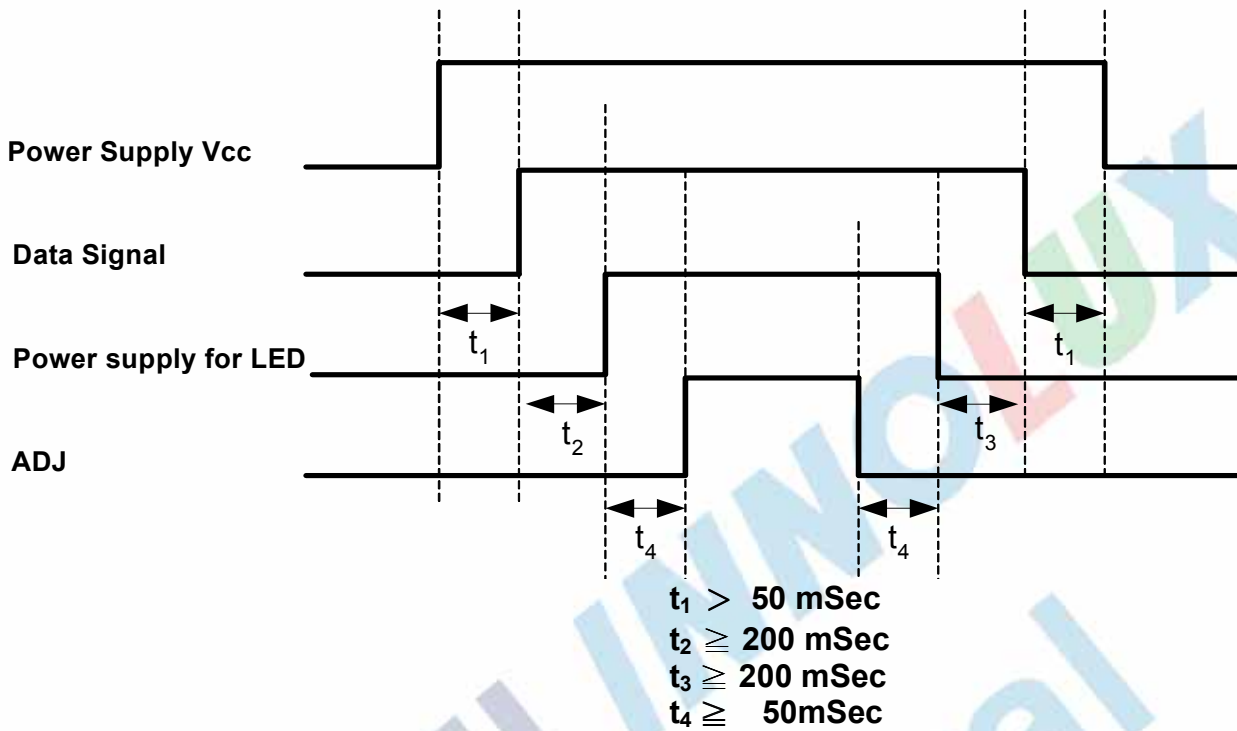 Power Supply Vcc
Data Signal
t₁
t₁
Power supply for LED
t₂
t₃
ADJ
t₄
t₄
t₁ > 50 mSec
t₂ ≧ 200 mSec
t₃ ≧ 200 mSec
t₄ ≧ 50mSec
INNOLUX